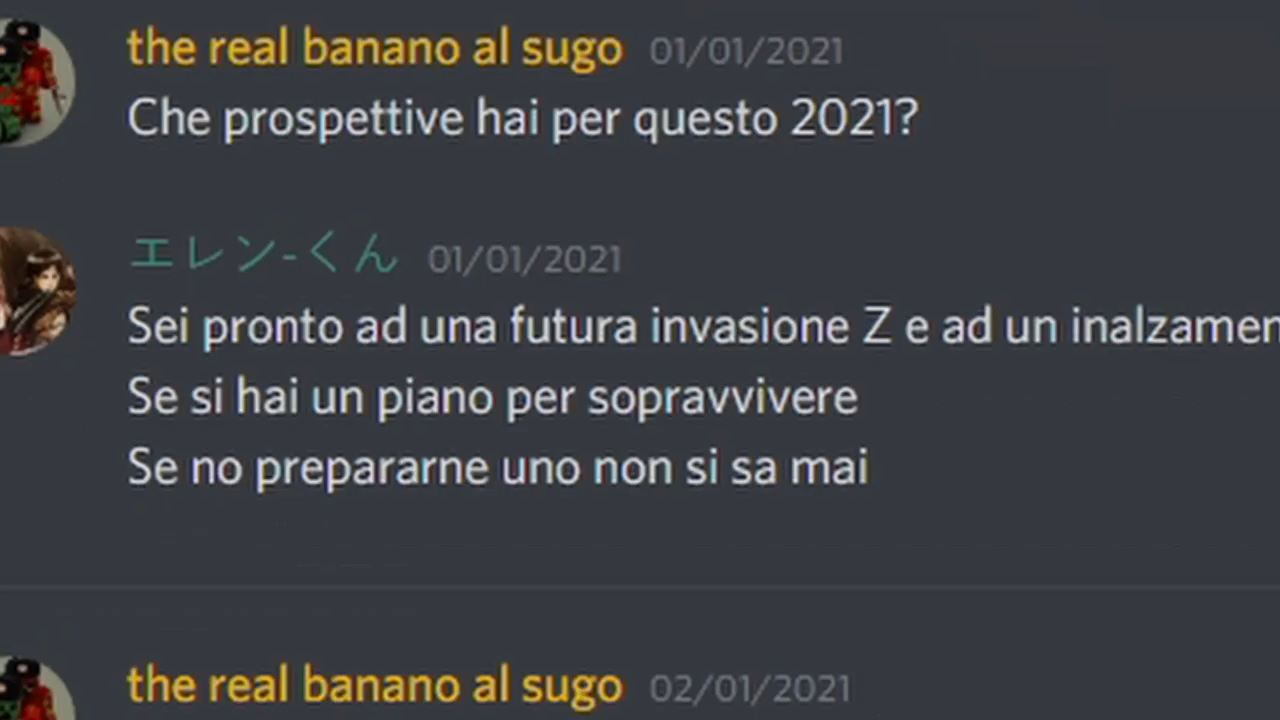 the real banano al sugo 01/01/2021
Che prospettive hai per questo 2021?
エレン-くん 01/01/2021
Sei pronto ad una futura invasione Z e ad un
Se si hai un piano per sopravvivere
Se no prepararne uno non si sa mai
the real banano al sugo 02/01/2021